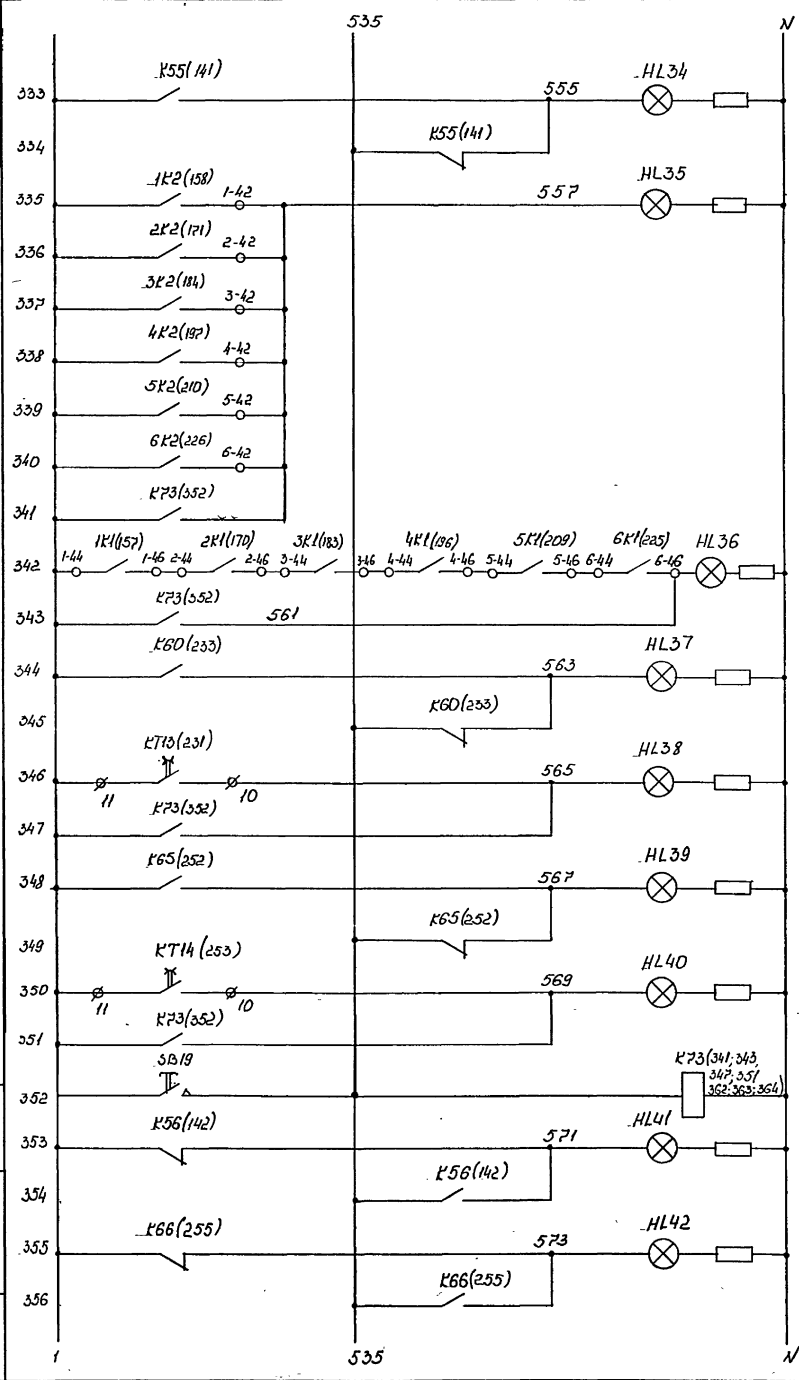 535 N
K55(141) HL34
333 555
334 K55(141)
1K2(158) HL35
335 1-42 557
2K2(171)
336 2-42
3K2(184)
337 3-42
4K2(197)
338 4-42
5K2(210)
339 5-42
6K2(226)
340 6-42
K73(352)
341
1K1(157) 2K1(170) 3K1(183) 4K1(196) 5K1(209) 6K1(225) HL36
342 1-44 1-46 2-44 2-46 3-44 3-46 4-44 4-46 5-44 5-46 6-44 6-46
K73(352)
343 561
K60(233) HL37
344 563
345 K60(233)
KT13(231) HL38
346 565
11 10
K73(352)
347
K65(252) HL39
348 567
K65(252)
349
KT14(253) HL40
350 569
11 10
K73(352)
351
SB19 K73(341;343,
347;351
362;363;364)
352
K56(142) HL41
353 571
K56(142)
354
K66(255) HL42
355 573
K66(255)
356
1 535 N